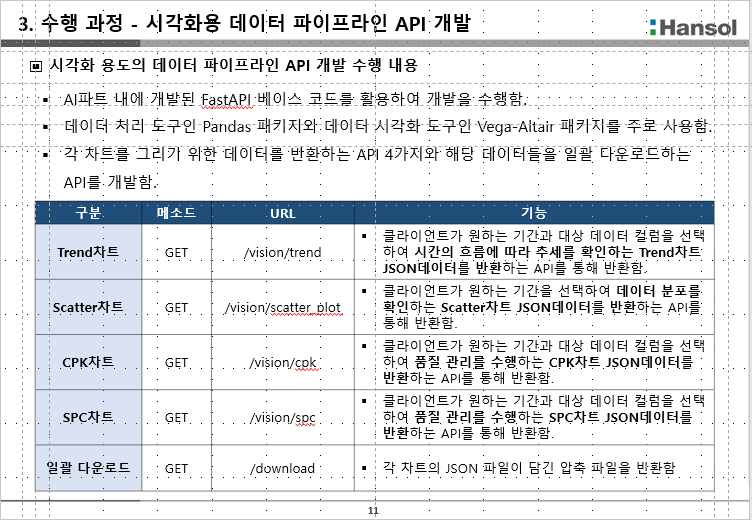 3. 수행 과정 - 시각화용 데이터 파이프라인 API 개발
Hansol
시각화 용도의 데이터 파이프라인 API 개발 수행 내용
▪ AI파트 내에 개발된 FastAPI 베이스 코드를 활용하여 개발을 수행함.
▪ 데이터 처리 도구인 Pandas 패키지와 데이터 시각화 도구인 Vega-Altair 패키지를 주로 사용함.
▪ 각 차트를 그리가 위한 데이터를 반환하는 API 4가지와 해당 데이터들을 일괄 다운로드하는
API를 개발함.
구분 메소드 URL 기능
Trend차트 GET /vision/trend
▪ 클라이언트가 원하는 기간과 대상 데이터 컬럼을 선택
하여 시간의 흐름에 따라 추세를 확인하는 Trend차트
JSON데이터를 반환하는 API를 통해 반환함.
Scatter차트 GET /vision/scatter_plot
▪ 클라이언트가 원하는 기간을 선택하여 데이터 분포를
확인하는 Scatter차트 JSON데이터를 반환하는 API를
통해 반환함.
CPK차트 GET /vision/cpk
▪ 클라이언트가 원하는 기간과 대상 데이터 컬럼을 선택
하여 품질 관리를 수행하는 CPK차트 JSON데이터를
반환하는 API를 통해 반환함.
SPC차트 GET /vision/spc
▪ 클라이언트가 원하는 기간과 대상 데이터 컬럼을 선택
하여 품질 관리를 수행하는 SPC차트 JSON데이터를
반환하는 API를 통해 반환함.
일괄 다운로드 GET /download
▪ 각 차트의 JSON 파일이 담긴 압축 파일을 반환함
11